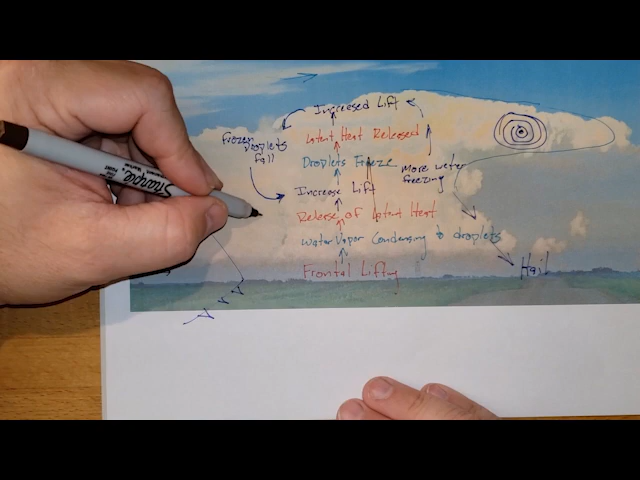 Increased Lift
Latent Heat Released
Frozen
Droplets
fall
Droplets Freeze
More water
freezing
Increase Lift
Release of Latent Heat
Water Vapor Condensing to droplets
Frontal Lifting
Hail
Sharpie